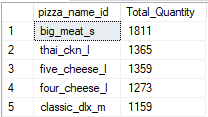 pizza_name_id Total_Quantity
1 big_meat_s 1811
2 thai_ckn_l 1365
3 five_cheese_l 1359
4 four_cheese_l 1273
5 classic_dlx_m 1159